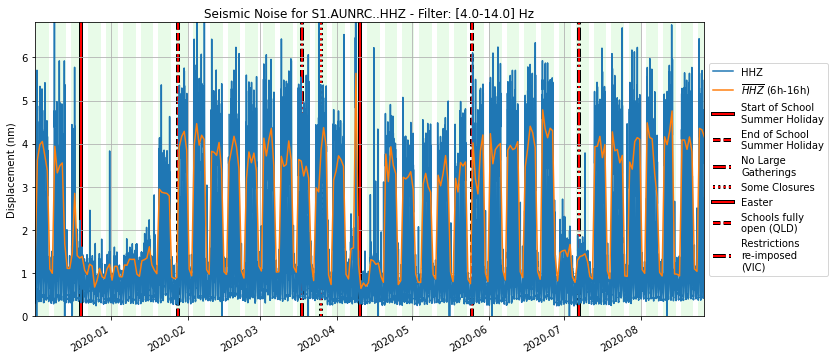 Seismic Noise for S1.AUNRC..HHZ - Filter: [4.0-14.0] Hz
Displacement (nm)
6
5
4
3
2
1
0
2020-01
2020-02
2020-03
2020-04
2020-05
2020-06
2020-07
2020-08
HHZ
HHZ (6h-16h)
Start of School
Summer Holiday
End of School
Summer Holiday
No Large
Gatherings
Some Closures
Easter
Schools fully
open (QLD)
Restrictions
re-imposed
(VIC)